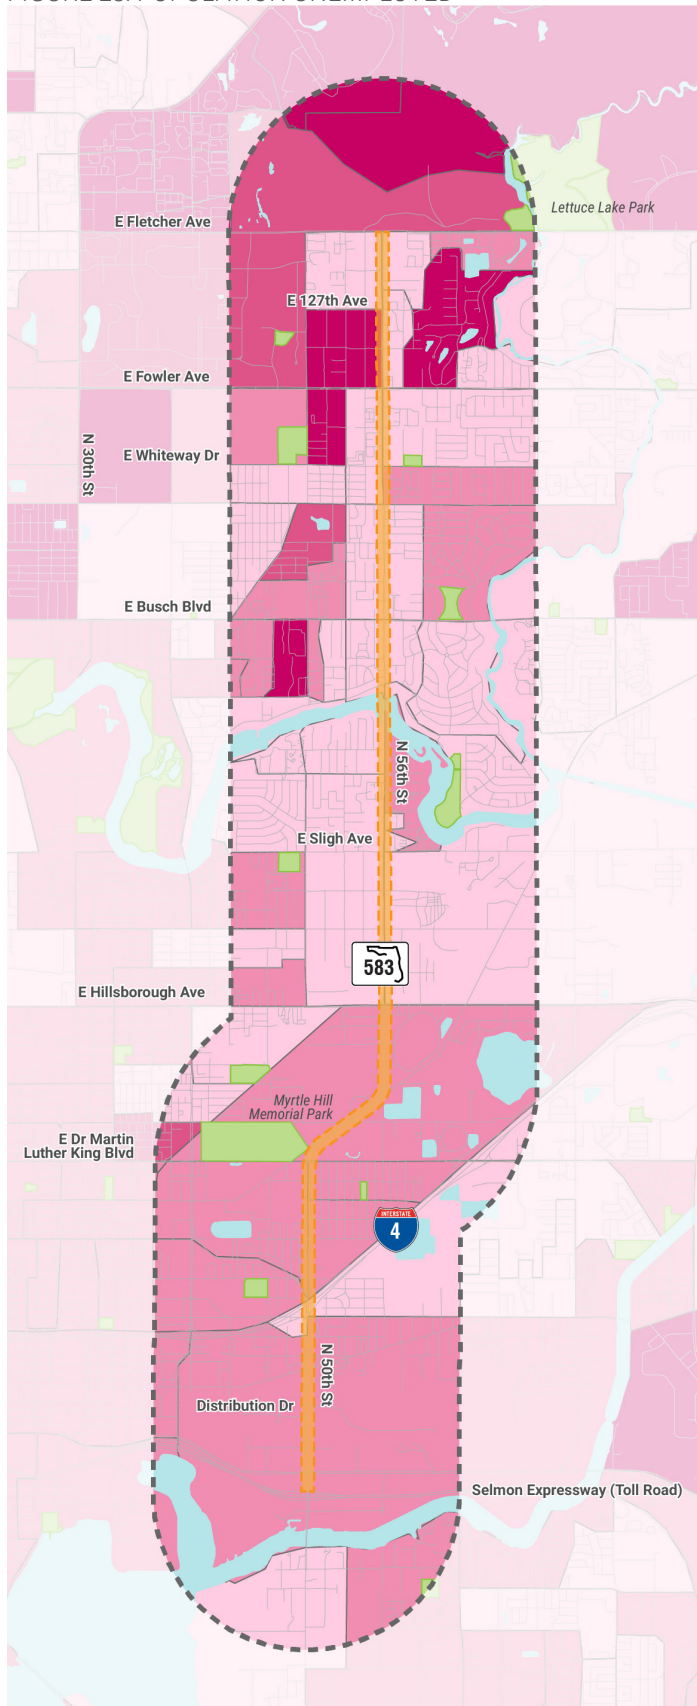 Lettuce Lake Park
E Fletcher Ave
E 127th Ave
E Fowler Ave
N 30th St
E Whiteway Dr
E Busch Blvd
N 56th St
E Sligh Ave
583
E Hillsborough Ave
Myrtle Hill
Memorial Park
E Dr Martin
Luther King Blvd
INTERSTATE
4
N 50th St
Distribution Dr
Selmon Expressway (Toll Road)